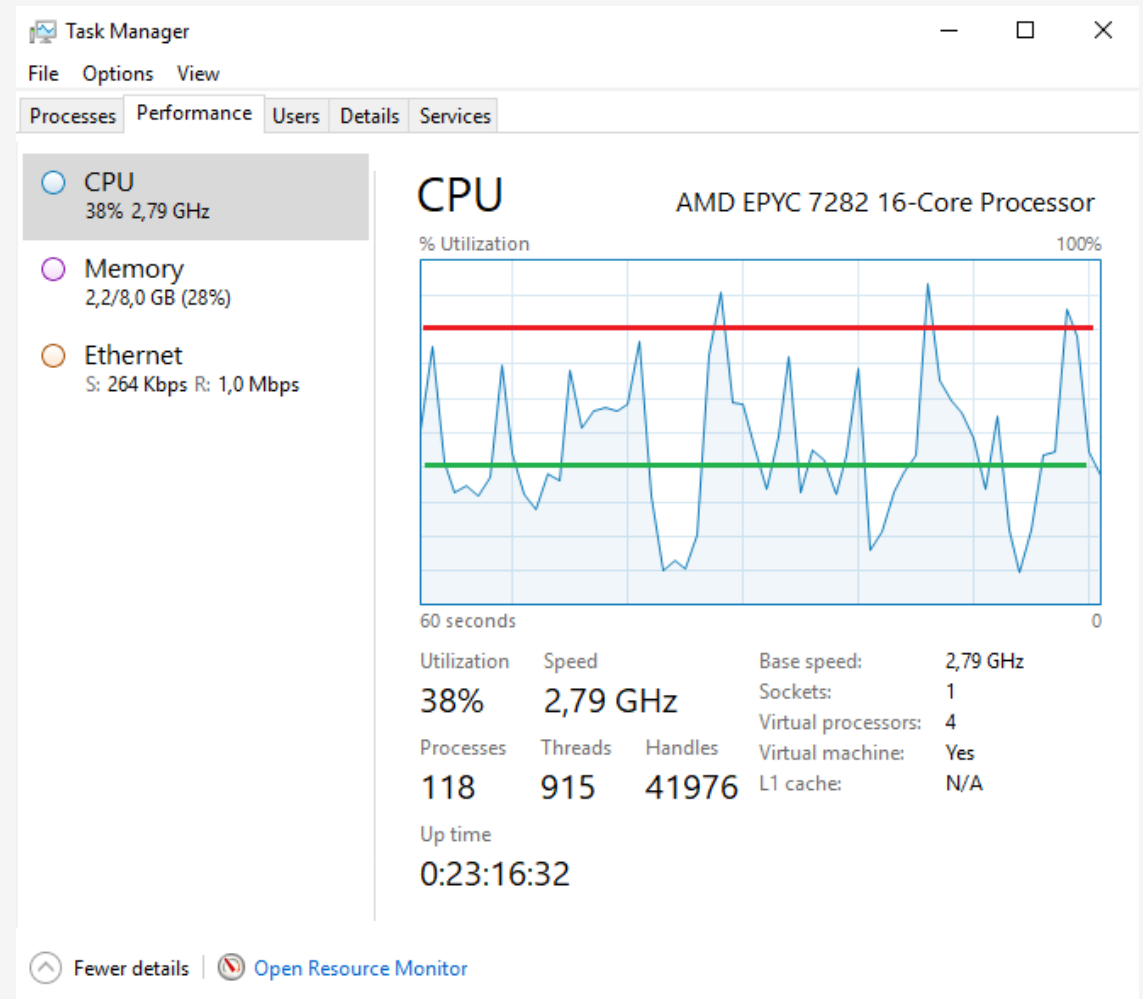 Task Manager
File Options View
Processes Performance Users Details Services
CPU
38% 2,79 GHz
Memory
2,2/8,0 GB (28%)
Ethernet
S: 264 Kbps R: 1,0 Mbps
CPU AMD EPYC 7282 16-Core Processor
% Utilization 100%
60 seconds 0
Utilization Speed
38% 2,79 GHz
Processes Threads Handles
118 915 41976
Up time
0:23:16:32
Base speed: 2,79 GHz
Sockets: 1
Virtual processors: 4
Virtual machine: Yes
L1 cache: N/A
Fewer details Open Resource Monitor